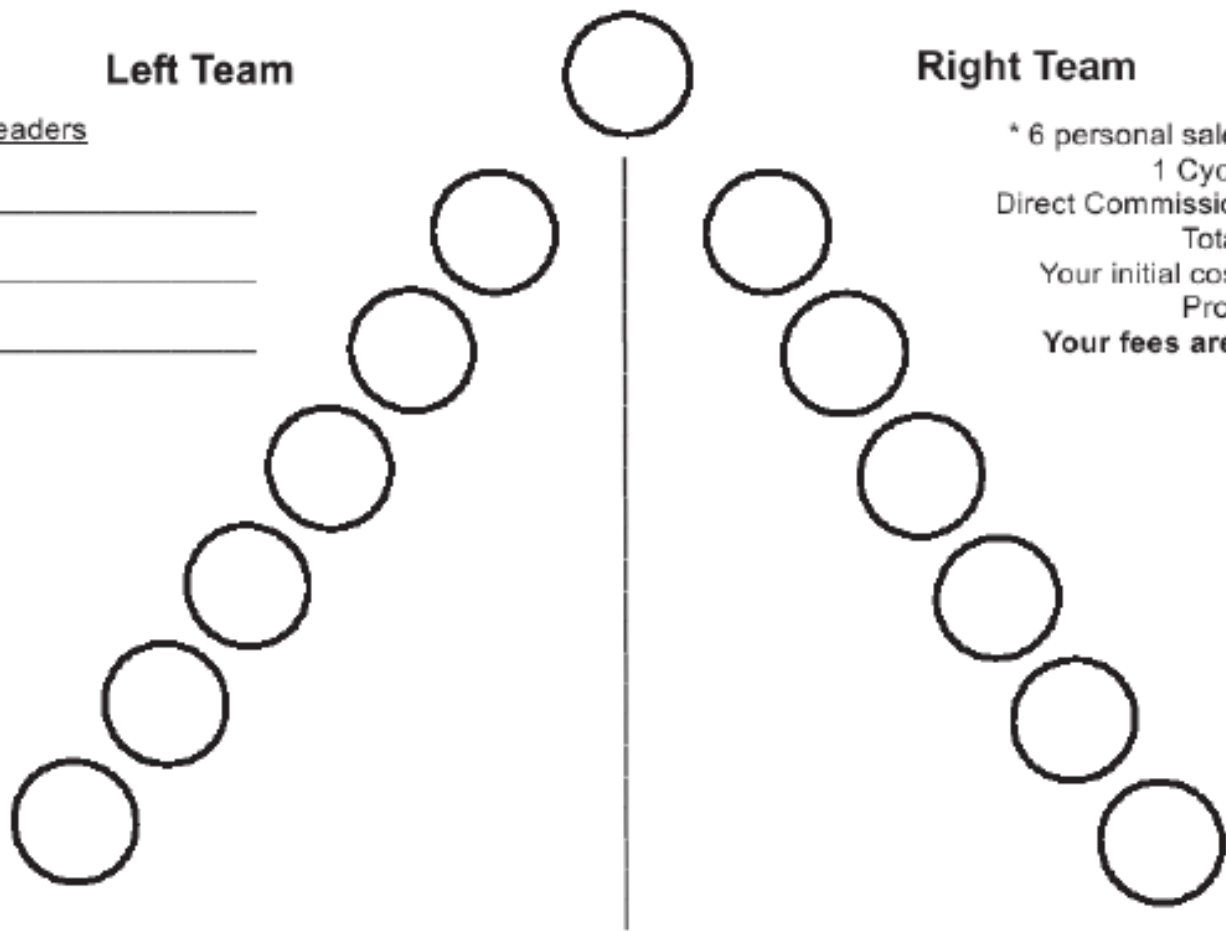 Left Team
eaders
Right Team
* 6 personal sale
1 Cyc
Direct Commissio
Tota
Your initial cos
Pro
Your fees are